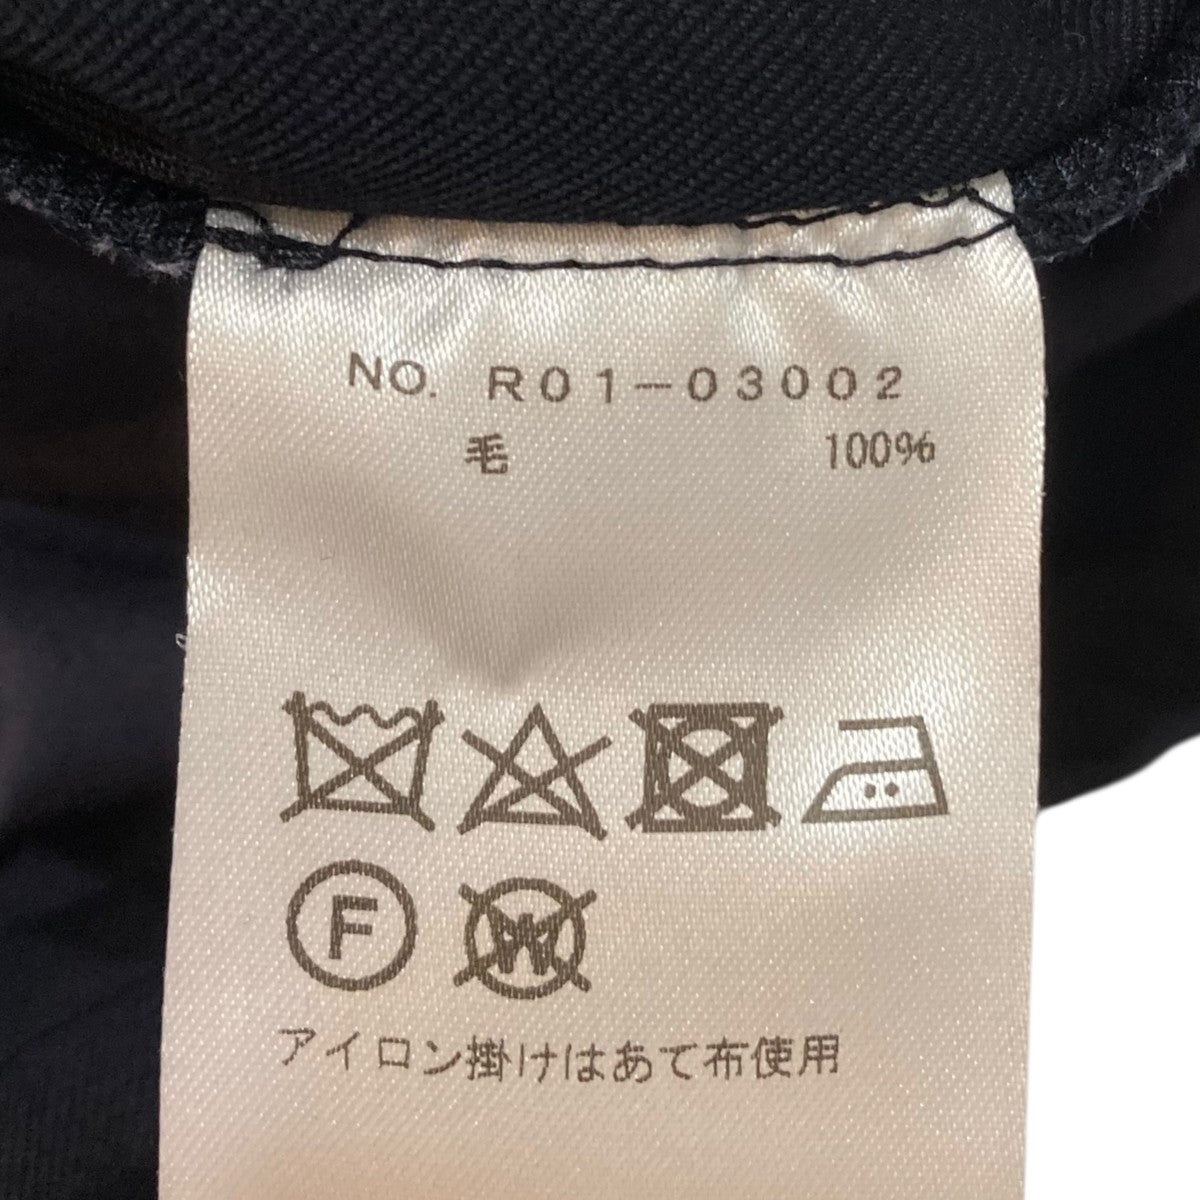 NO. R01-03002
毛 100%
F
W
アイロン掛けはあて布使用